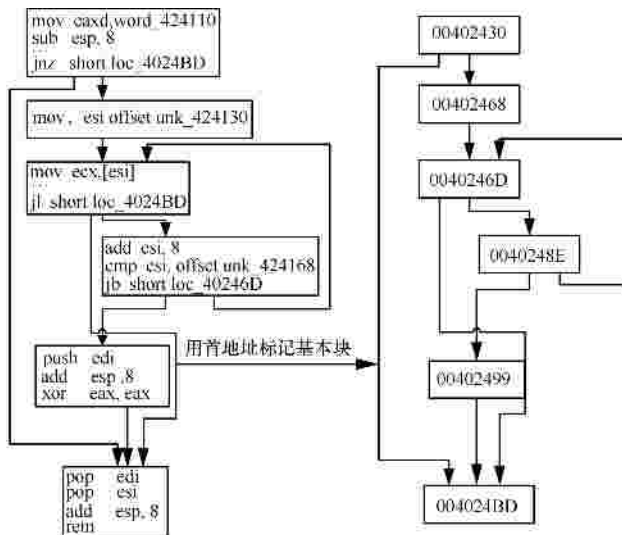 mov eaxd,word_424110
sub esp, 8
...
jnz short loc_4024BD
mov, esi offset unk_424130
mov ecx,[esi]
...
jl short loc_4024BD
add esi, 8
cmp esi, offset unk_424168
jb short loc_40246D
push edi
add esp ,8
xor eax, eax
pop edi
pop esi
add esp, 8
retn
用首地址标记基本块
00402430
00402468
0040246D
0040248E
00402499
004024BD